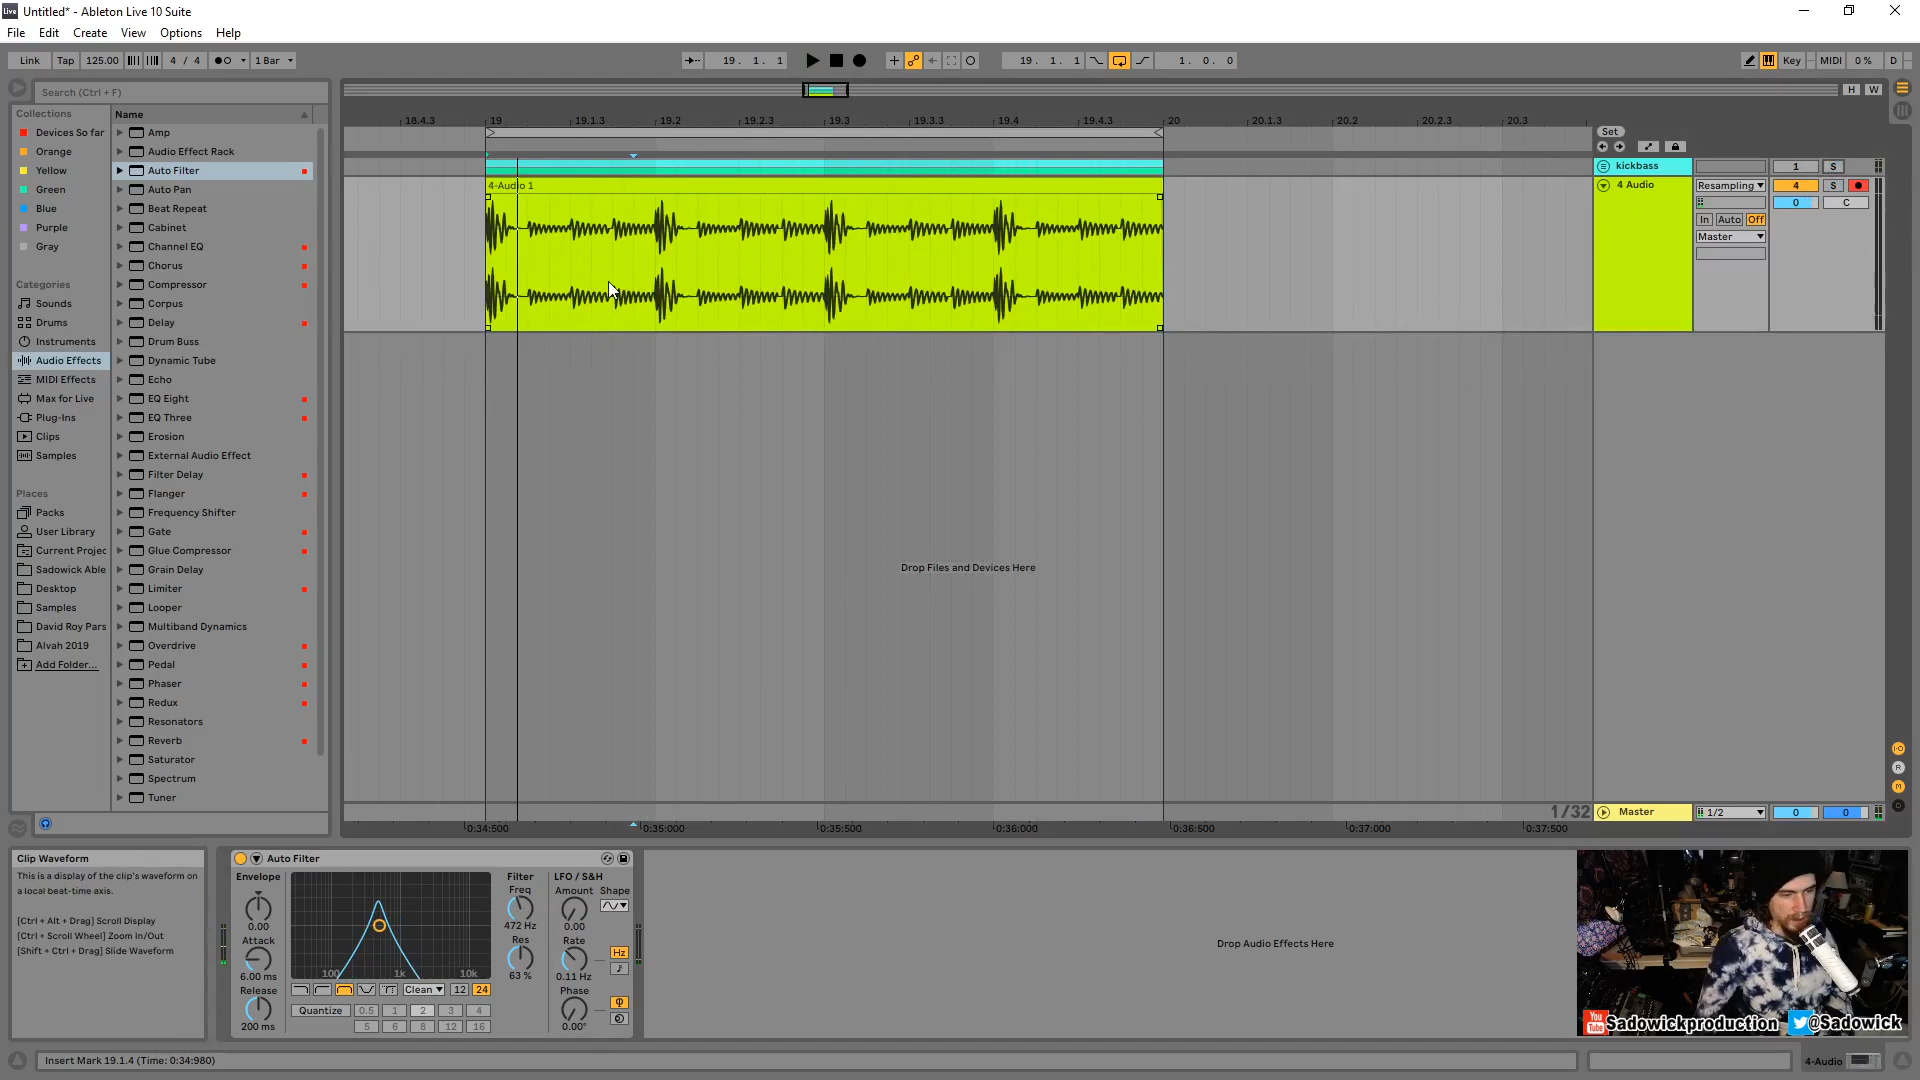 Live Untitled* - Ableton Live 10 Suite
File Edit Create View Options Help
Link Tap 125.00 4 / 4 1 Bar 19. 1. 1 19. 1. 1 1. 0. 0 Key MIDI 0 % D
Search (Ctrl + F)
H W
Collections
Devices So far
Orange
Yellow
Green
Blue
Purple
Gray
Categories
Sounds
Drums
Instruments
Audio Effects
MIDI Effects
Max for Live
Plug-Ins
Clips
Samples
Places
Packs
User Library
Current Projec
Sadowick Able
Desktop
Samples
David Roy Pars
Alvah 2019
Add Folder...
Name
Amp
Audio Effect Rack
Auto Filter
Auto Pan
Beat Repeat
Cabinet
Channel EQ
Chorus
Compressor
Corpus
Delay
Drum Buss
Dynamic Tube
Echo
EQ Eight
EQ Three
Erosion
External Audio Effect
Filter Delay
Flanger
Frequency Shifter
Gate
Glue Compressor
Grain Delay
Limiter
Looper
Multiband Dynamics
Overdrive
Pedal
Phaser
Redux
Resonators
Reverb
Saturator
Spectrum
Tuner
18.4.3 19 19.1.3 19.2 19.2.3 19.3 19.3.3 19.4 19.4.3 20 20.1.3 20.2 20.2.3 20.3
Set
kickbass 1 S
4-Audio 1
4 Audio Resampling 4 S
0 C
In Auto Off
Master
Drop Files and Devices Here
1/32
Master 1/2 0 0
0:34:500 0:35:000 0:35:500 0:36:000 0:36:500 0:37:000 0:37:500
Clip Waveform
This is a display of the clip's waveform on
a local beat-time axis.
[Ctrl + Alt + Drag] Scroll Display
[Ctrl + Scroll Wheel] Zoom In/Out
[Shift + Ctrl + Drag] Slide Waveform
Auto Filter
Envelope
0.00
Attack
6.00 ms
Release
200 ms
100 1k 10k
Clean 12 24
Quantize 0.5 1 2 3 4
5 6 8 12 16
Filter
Freq
472 Hz
Res
63 %
LFO / S&H
Amount Shape
0.00
Rate
Hz
0.11 Hz
Phase
0.00°
Drop Audio Effects Here
You Tube Sadowickproduction @Sadowick
Insert Mark 19.1.4 (Time: 0:34:980)
4-Audio